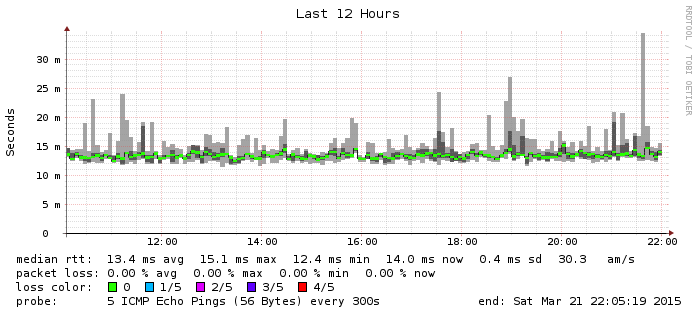 Last 12 Hours
RRDTOOL / TOBI OETIKER
Seconds
30 m
25 m
20 m
15 m
10 m
5 m
0
12:00 14:00 16:00 18:00 20:00 22:00
median rtt: 13.4 ms avg 15.1 ms max 12.4 ms min 14.0 ms now 0.4 ms sd 30.3 am/s
packet loss: 0.00 % avg 0.00 % max 0.00 % min 0.00 % now
loss color: 0 1/5 2/5 3/5 4/5
probe: 5 ICMP Echo Pings (56 Bytes) every 300s end: Sat Mar 21 22:05:19 2015